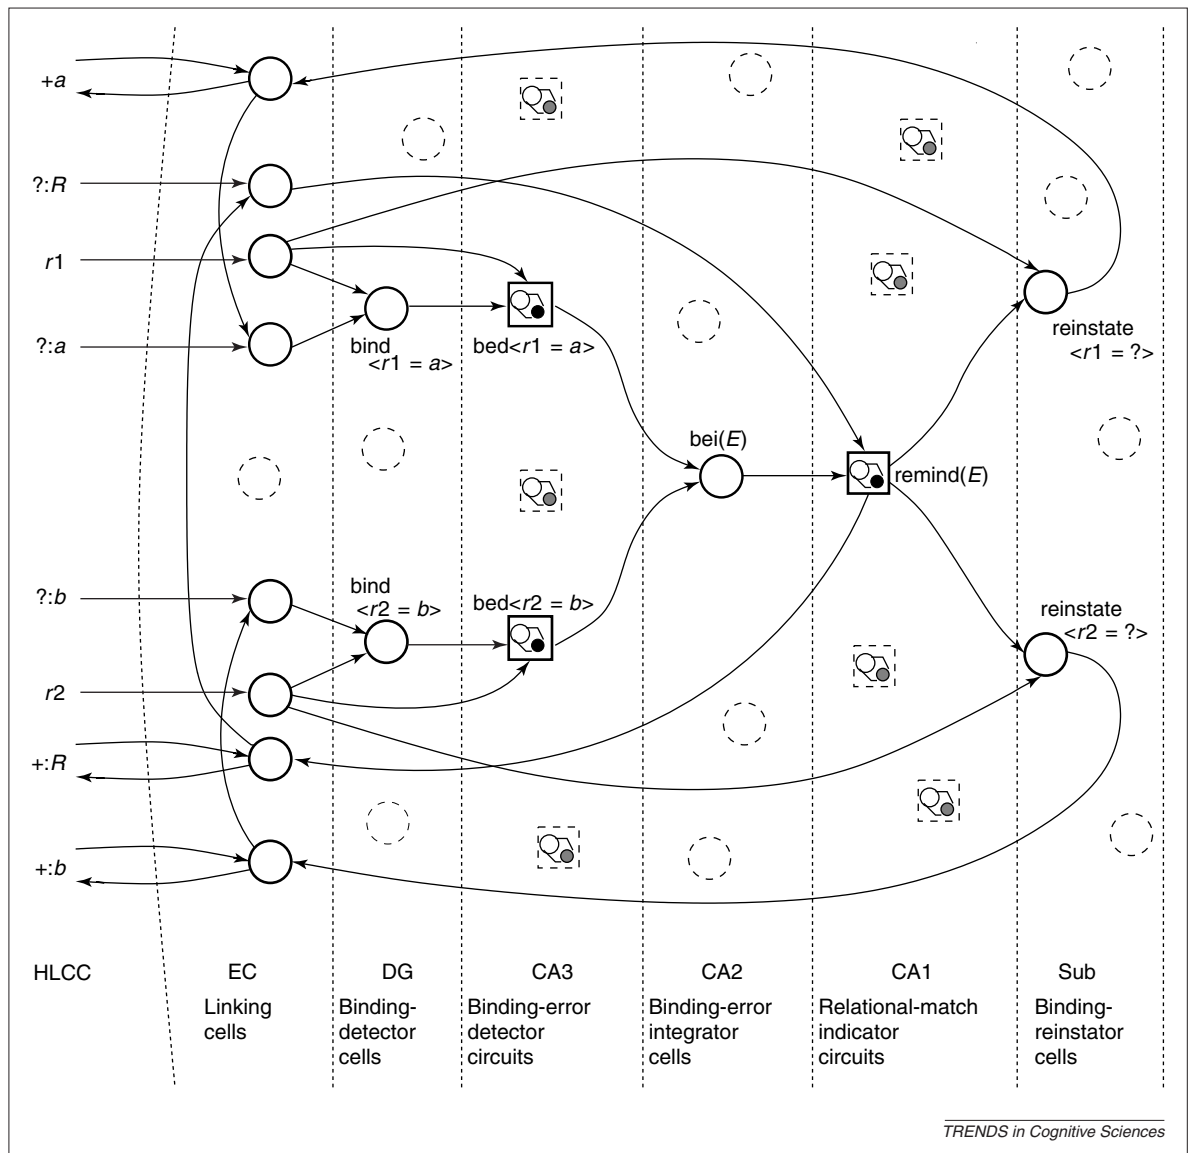 +a
?:R
r1
?:a
bind
<r1 = a>
bed<r1 = a>
reinstate
<r1 = ?>
bei(E)
remind(E)
?:b
bind
<r2 = b>
bed<r2 = b>
reinstate
<r2 = ?>
r2
+:R
+:b
HLCC
EC
DG
CA3
CA2
CA1
Sub
Linking
cells
Binding-
detector
cells
Binding-error
detector
circuits
Binding-error
integrator
cells
Relational-match
indicator
circuits
Binding-
reinstator
cells
TRENDS in Cognitive Sciences